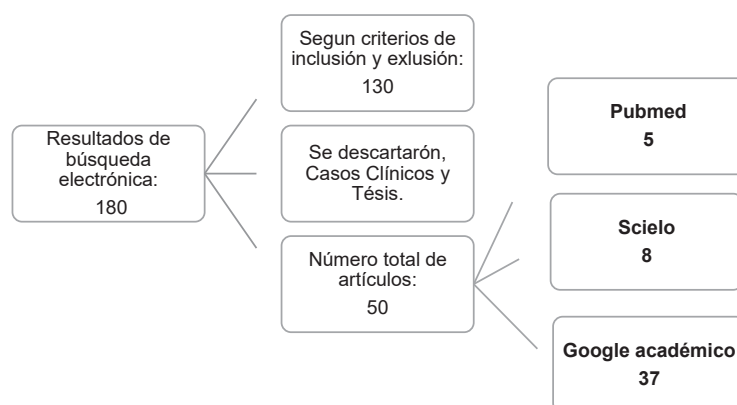 Resultados de
búsqueda
electrónica:
180
Segun criterios de
inclusión y exlusión:
130
Se descartarón,
Casos Clínicos y
Tésis.
Número total de
artículos:
50
Pubmed
5
Scielo
8
Google académico
37